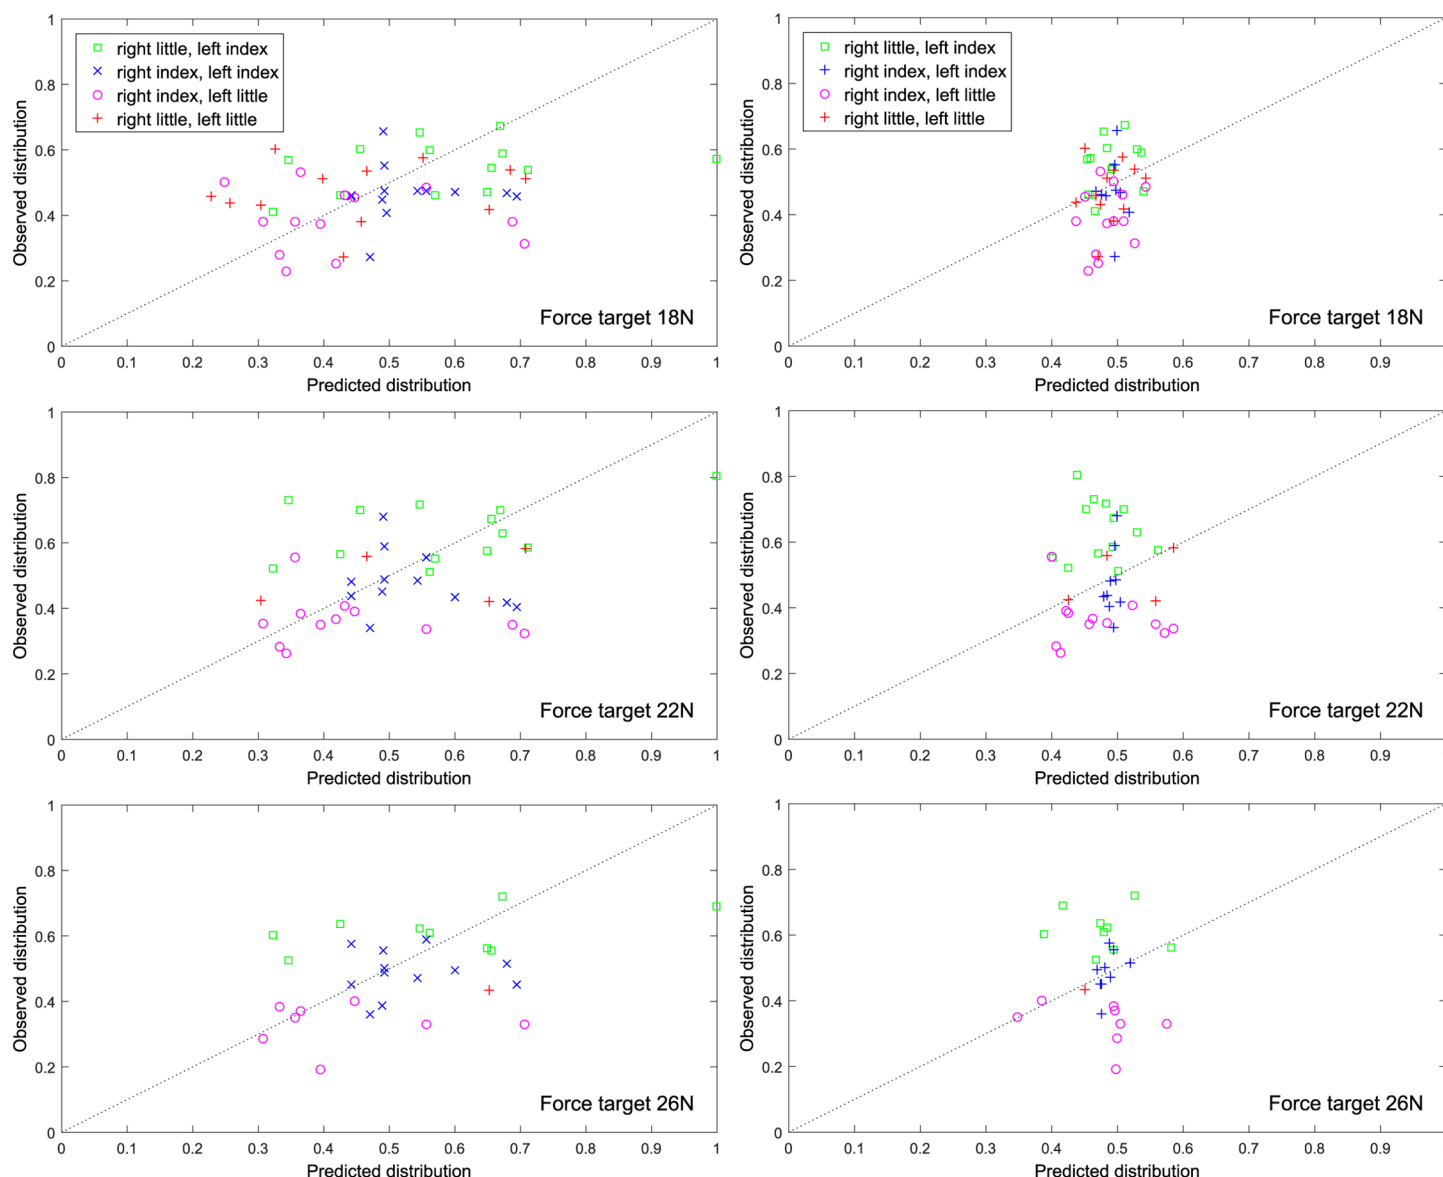 1
0.8
0.6
0.4
0.2
0
Observed distribution
right little, left index
right index, left index
right index, left little
right little, left little
Force target 18N
0 0.1 0.2 0.3 0.4 0.5 0.6 0.7 0.8 0.9 1
Predicted distribution
1
0.8
0.6
0.4
0.2
0
Observed distribution
right little, left index
right index, left index
right index, left little
right little, left little
Force target 18N
0 0.1 0.2 0.3 0.4 0.5 0.6 0.7 0.8 0.9
Predicted distribution
1
0.8
0.6
0.4
0.2
0
Observed distribution
Force target 22N
0 0.1 0.2 0.3 0.4 0.5 0.6 0.7 0.8 0.9 1
Predicted distribution
1
0.8
0.6
0.4
0.2
0
Observed distribution
Force target 22N
0 0.1 0.2 0.3 0.4 0.5 0.6 0.7 0.8 0.9
Predicted distribution
1
0.8
0.6
0.4
0.2
0
Observed distribution
Force target 26N
0 0.1 0.2 0.3 0.4 0.5 0.6 0.7 0.8 0.9 1
Predicted distribution
1
0.8
0.6
0.4
0.2
0
Observed distribution
Force target 26N
0 0.1 0.2 0.3 0.4 0.5 0.6 0.7 0.8 0.9
Predicted distribution